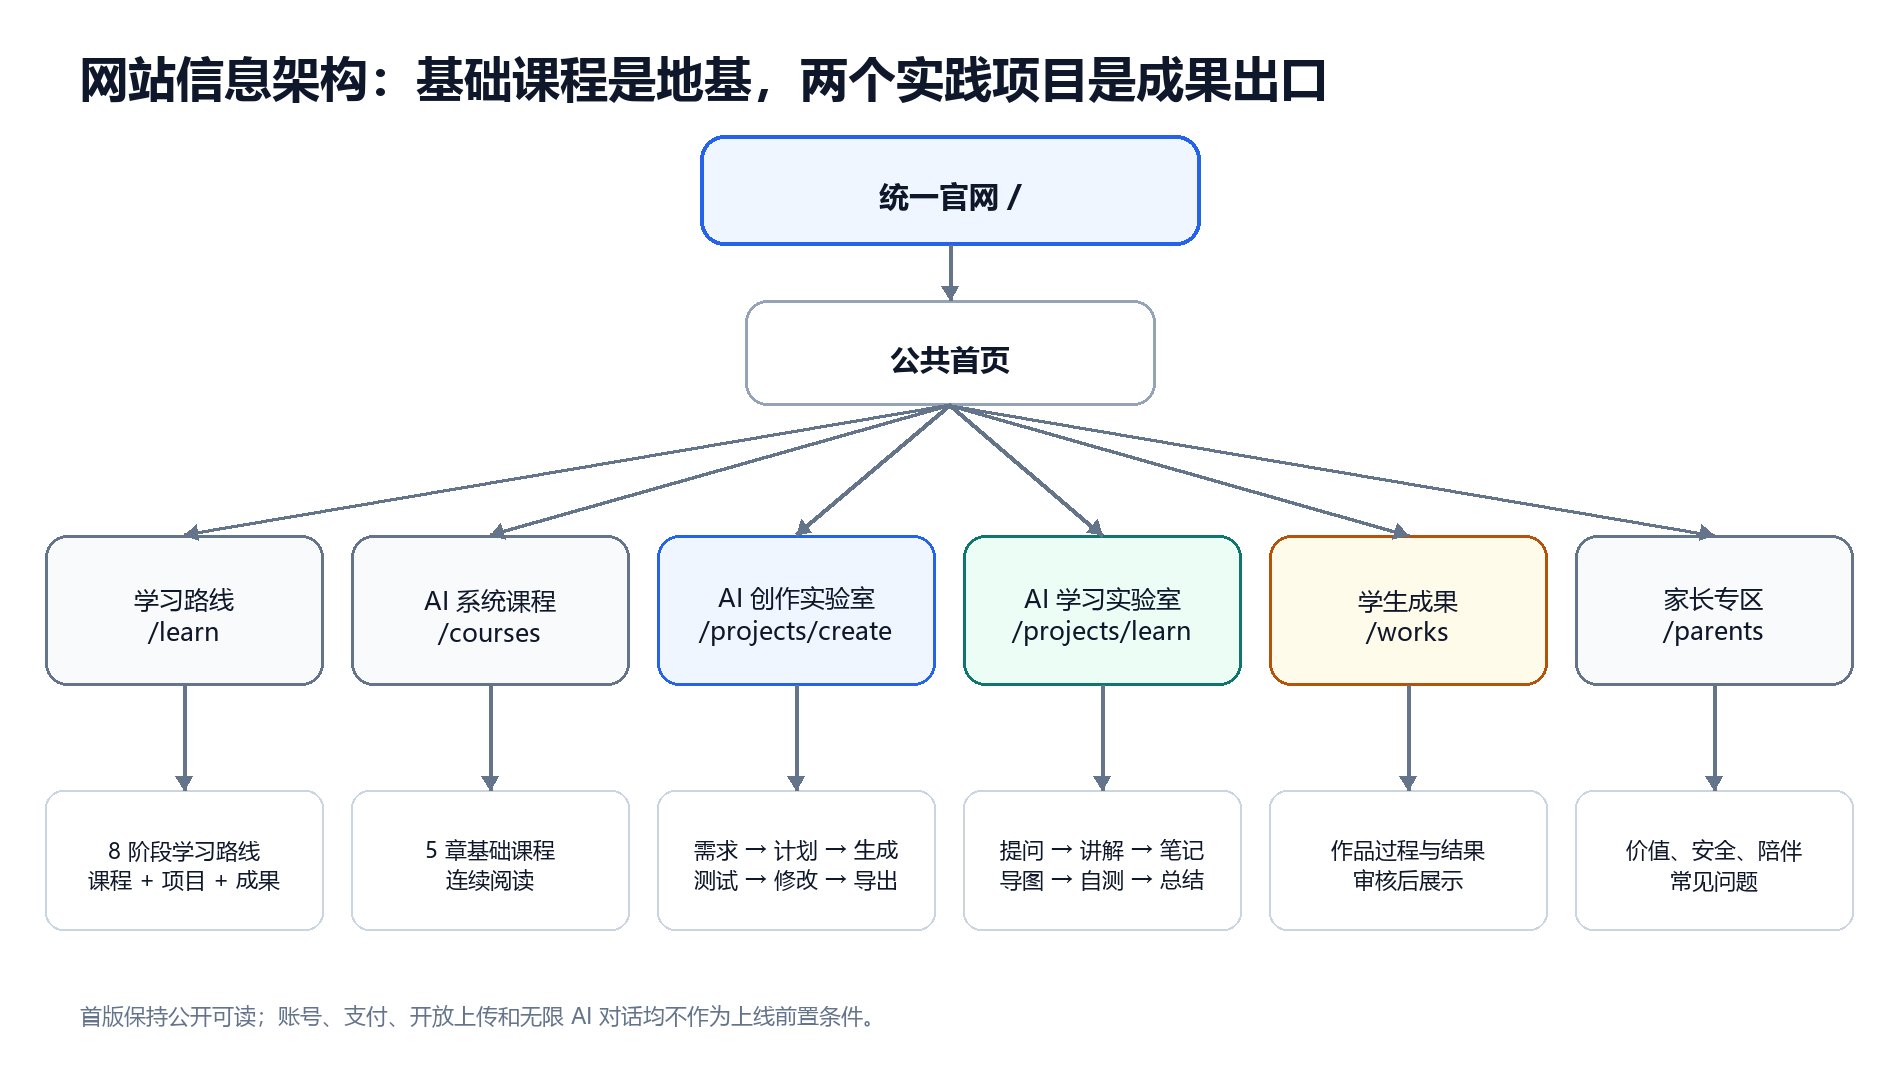 网站信息架构：基础课程是地基，两个实践项目是成果出口
统一官网 /
公共首页
学习路线
/learn
AI 系统课程
/courses
AI 创作实验室
/projects/create
AI 学习实验室
/projects/learn
学生成果
/works
家长专区
/parents
8 阶段学习路线
课程 + 项目 + 成果
5 章基础课程
连续阅读
需求 → 计划 → 生成
测试 → 修改 → 导出
提问 → 讲解 → 笔记
导图 → 自测 → 总结
作品过程与结果
审核后展示
价值、安全、陪伴
常见问题
首版保持公开可读；账号、支付、开放上传和无限 AI 对话均不作为上线前置条件。